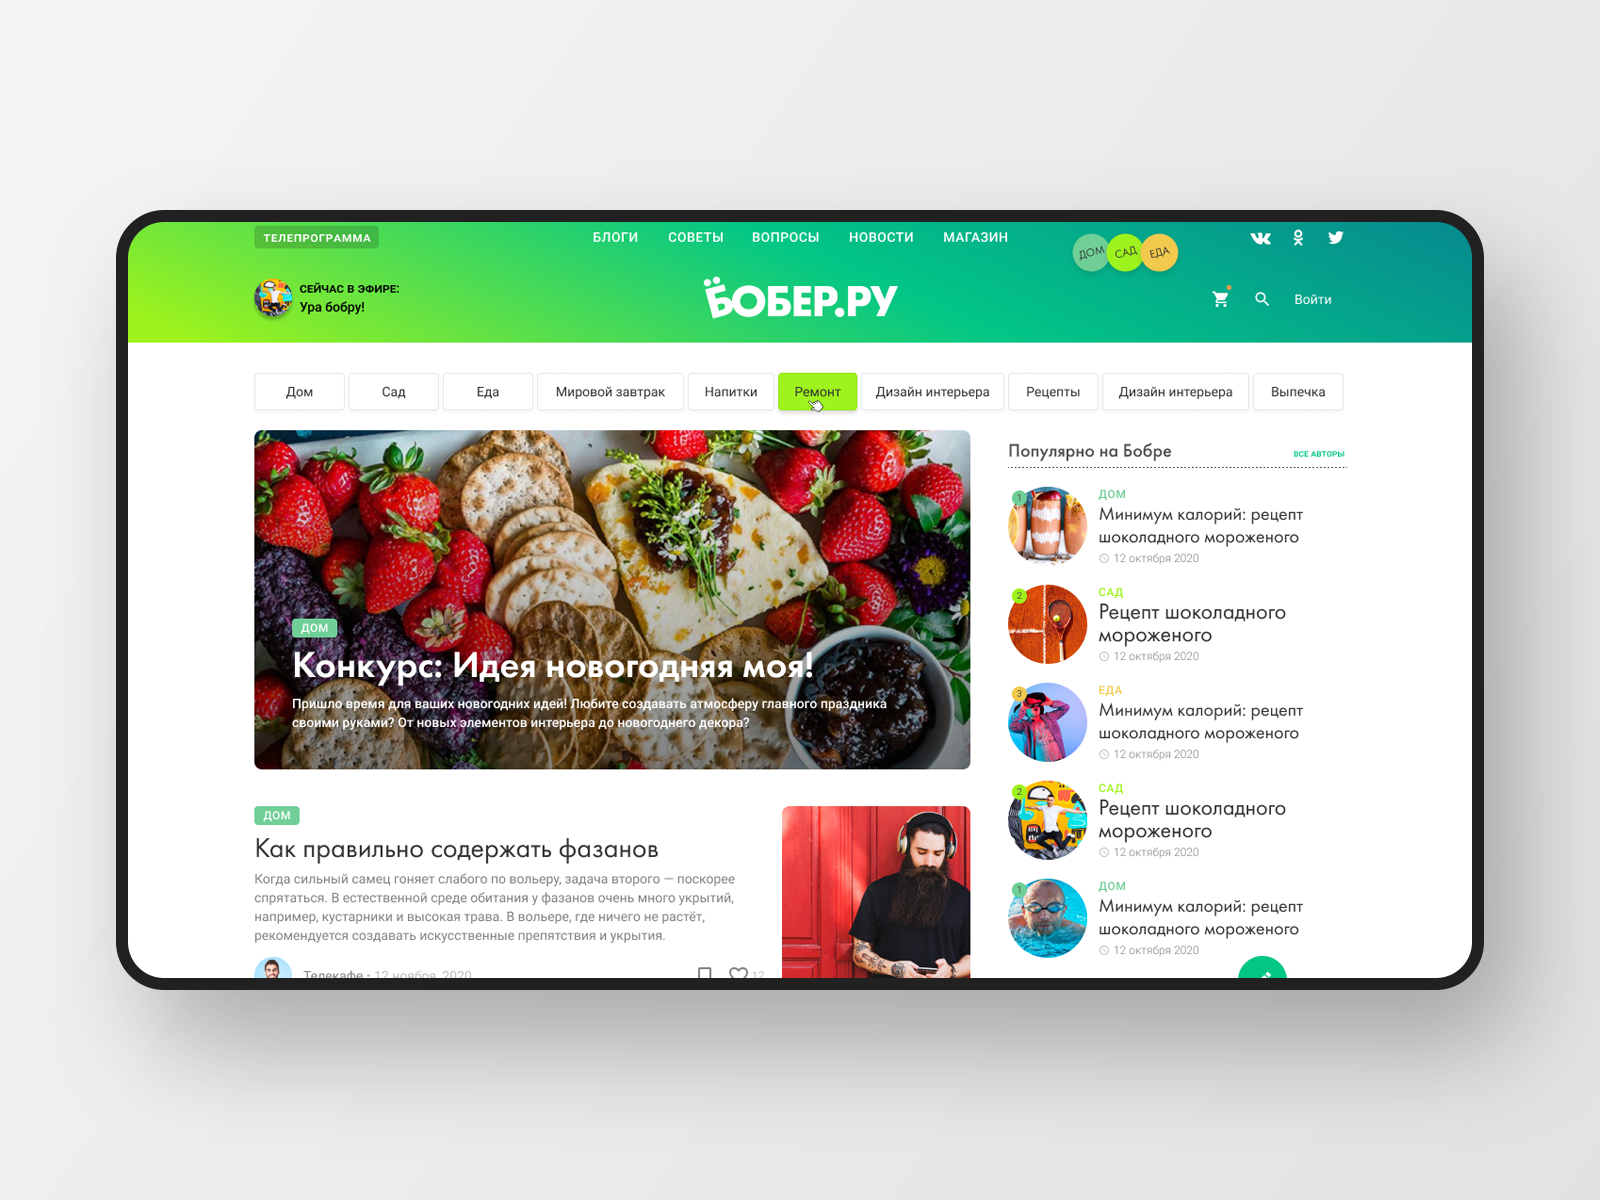 ТЕЛЕПРОГРАММА
БЛОГИ СОВЕТЫ ВОПРОСЫ НОВОСТИ МАГАЗИН
ДОМ САД ЕДА
СЕЙЧАС В ЭФИРЕ:
Ура бобру!
БОБЕР.РУ
Войти
Дом Сад Еда Мировой завтрак Напитки Ремонт Дизайн интерьера Рецепты Дизайн интерьера Выпечка
ДОМ
Конкурс: Идея новогодняя моя!
Пришло время для ваших новогодних идей! Любите создавать атмосферу главного праздника
своими руками? От новых элементов интерьера до новогоднего декора?
ДОМ
Как правильно содержать фазанов
Когда сильный самец гоняет слабого по вольеру, задача второго — поскорее
спрятаться. В естественной среде обитания у фазанов очень много укрытий,
например, кустарники и высокая трава. В вольере, где ничего не растёт,
рекомендуется создавать искусственные препятствия и укрытия.
Телекафе · 12 ноября, 2020
12
Популярно на Бобре
ВСЕ АВТОРЫ
1
ДОМ
Минимум калорий: рецепт
шоколадного мороженого
12 октября 2020
2
САД
Рецепт шоколадного
мороженого
12 октября 2020
3
ЕДА
Минимум калорий: рецепт
шоколадного мороженого
12 октября 2020
2
САД
Рецепт шоколадного
мороженого
12 октября 2020
1
ДОМ
Минимум калорий: рецепт
шоколадного мороженого
12 октября 2020